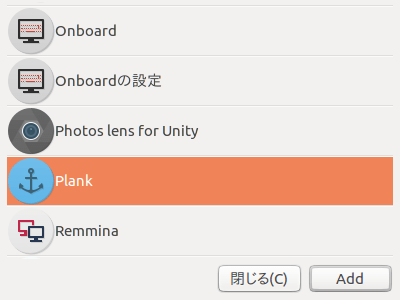 Onboard
Onboardの設定
Photos lens for Unity
Plank
Remmina
閉じる(C) Add